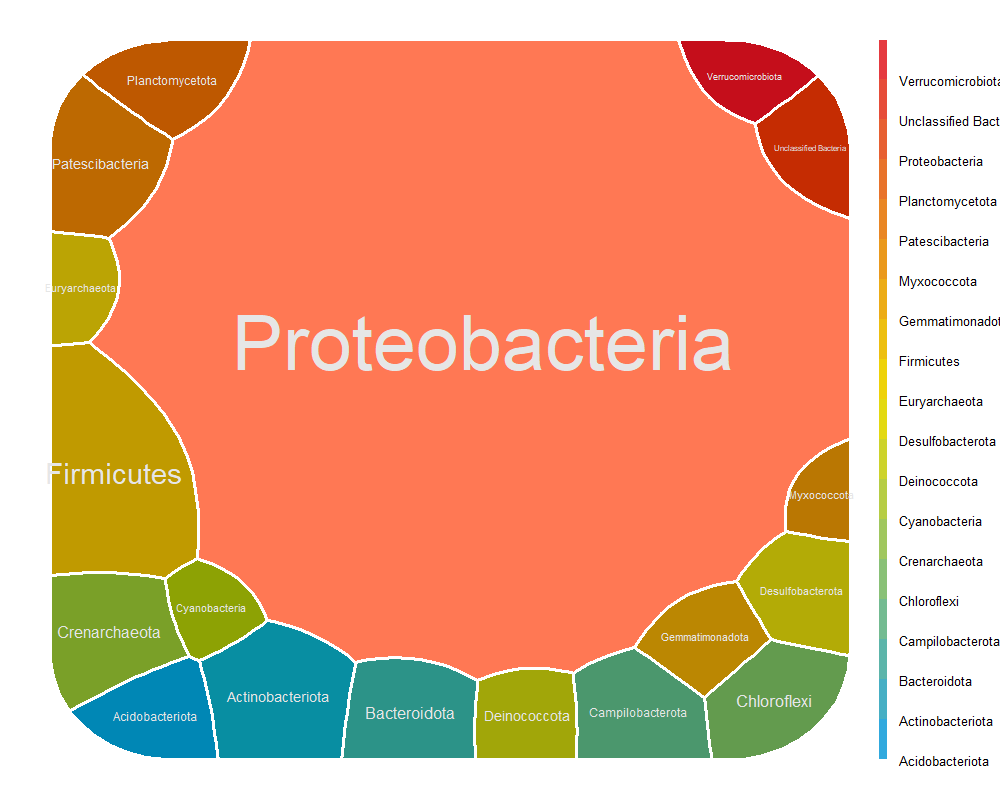 Planctomycetota
Verrucomicrobiota
Unclassified Bacteria
Patescibacteria
Euryarchaeota
Proteobacteria
Firmicutes
Myxococcota
Desulfobacterota
Cyanobacteria
Crenarchaeota
Gemmatimonadota
Actinobacteriota
Chloroflexi
Bacteroidota
Campilobacterota
Deinococcota
Acidobacteriota
Verrucomicrobiota
Unclassified Bact
Proteobacteria
Planctomycetota
Patescibacteria
Myxococcota
Gemmatimonadot
Firmicutes
Euryarchaeota
Desulfobacterota
Deinococcota
Cyanobacteria
Crenarchaeota
Chloroflexi
Campilobacterota
Bacteroidota
Actinobacteriota
Acidobacteriota